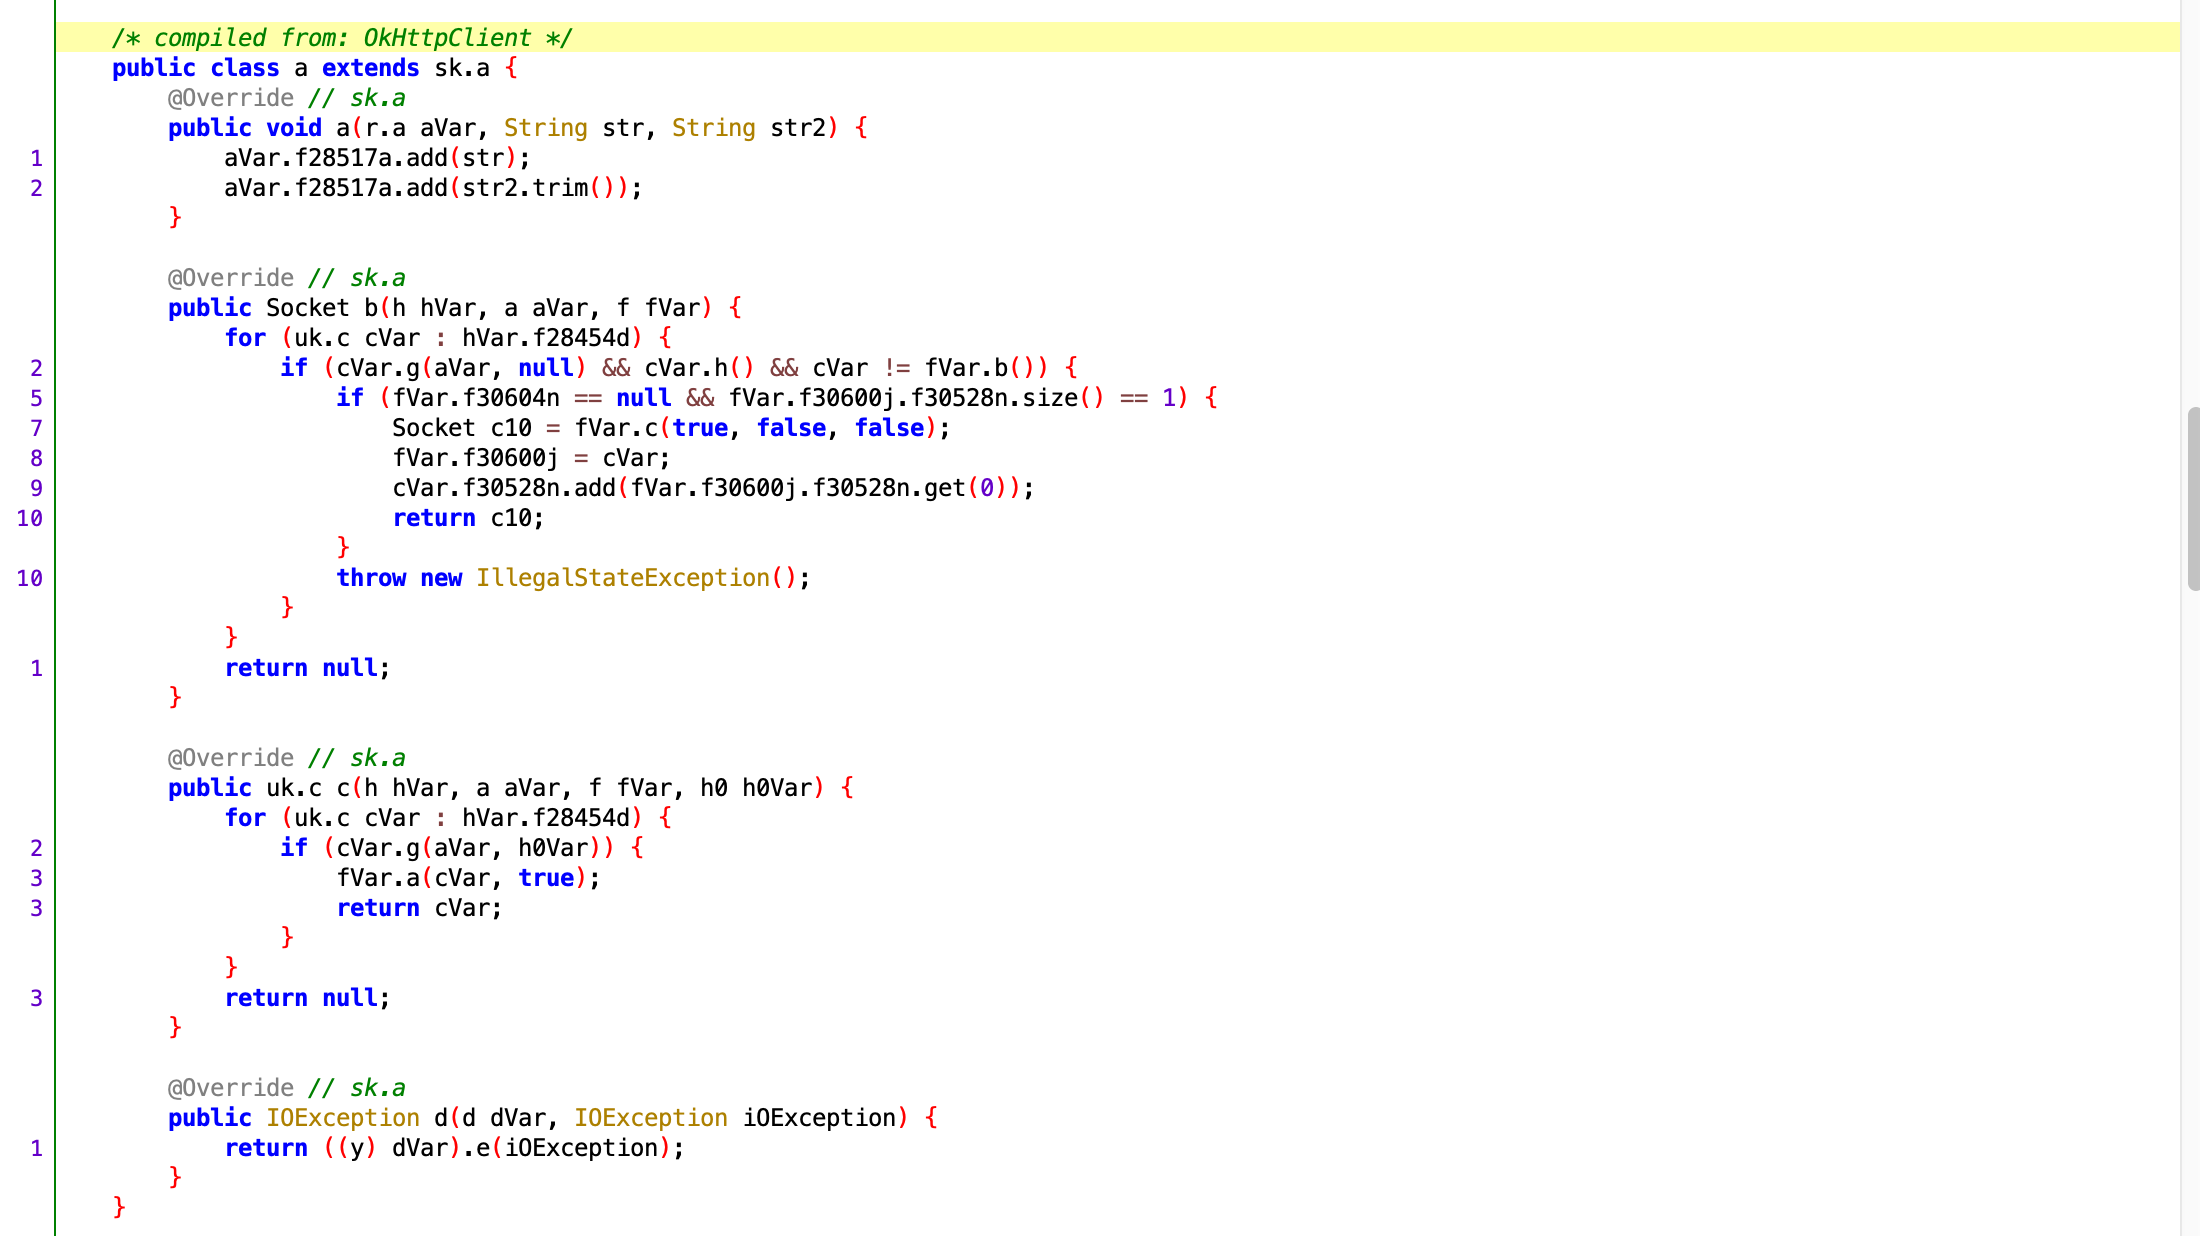 /* compiled from: OkHttpClient */
public class a extends sk.a {
@Override // sk.a
public void a(r.a aVar, String str, String str2) {
1 aVar.f28517a.add(str);
2 aVar.f28517a.add(str2.trim());
}
@Override // sk.a
public Socket b(h hVar, a aVar, f fVar) {
for (uk.c cVar : hVar.f28454d) {
2 if (cVar.g(aVar, null) && cVar.h() && cVar != fVar.b()) {
5 if (fVar.f30604n == null && fVar.f30600j.f30528n.size() == 1) {
7 Socket c10 = fVar.c(true, false, false);
8 fVar.f30600j = cVar;
9 cVar.f30528n.add(fVar.f30600j.f30528n.get(0));
10 return c10;
}
10 throw new IllegalStateException();
}
}
1 return null;
}
@Override // sk.a
public uk.c c(h hVar, a aVar, f fVar, h0 h0Var) {
for (uk.c cVar : hVar.f28454d) {
2 if (cVar.g(aVar, h0Var)) {
3 fVar.a(cVar, true);
3 return cVar;
}
}
3 return null;
}
@Override // sk.a
public IOException d(d dVar, IOException iOException) {
1 return ((y) dVar).e(iOException);
}
}